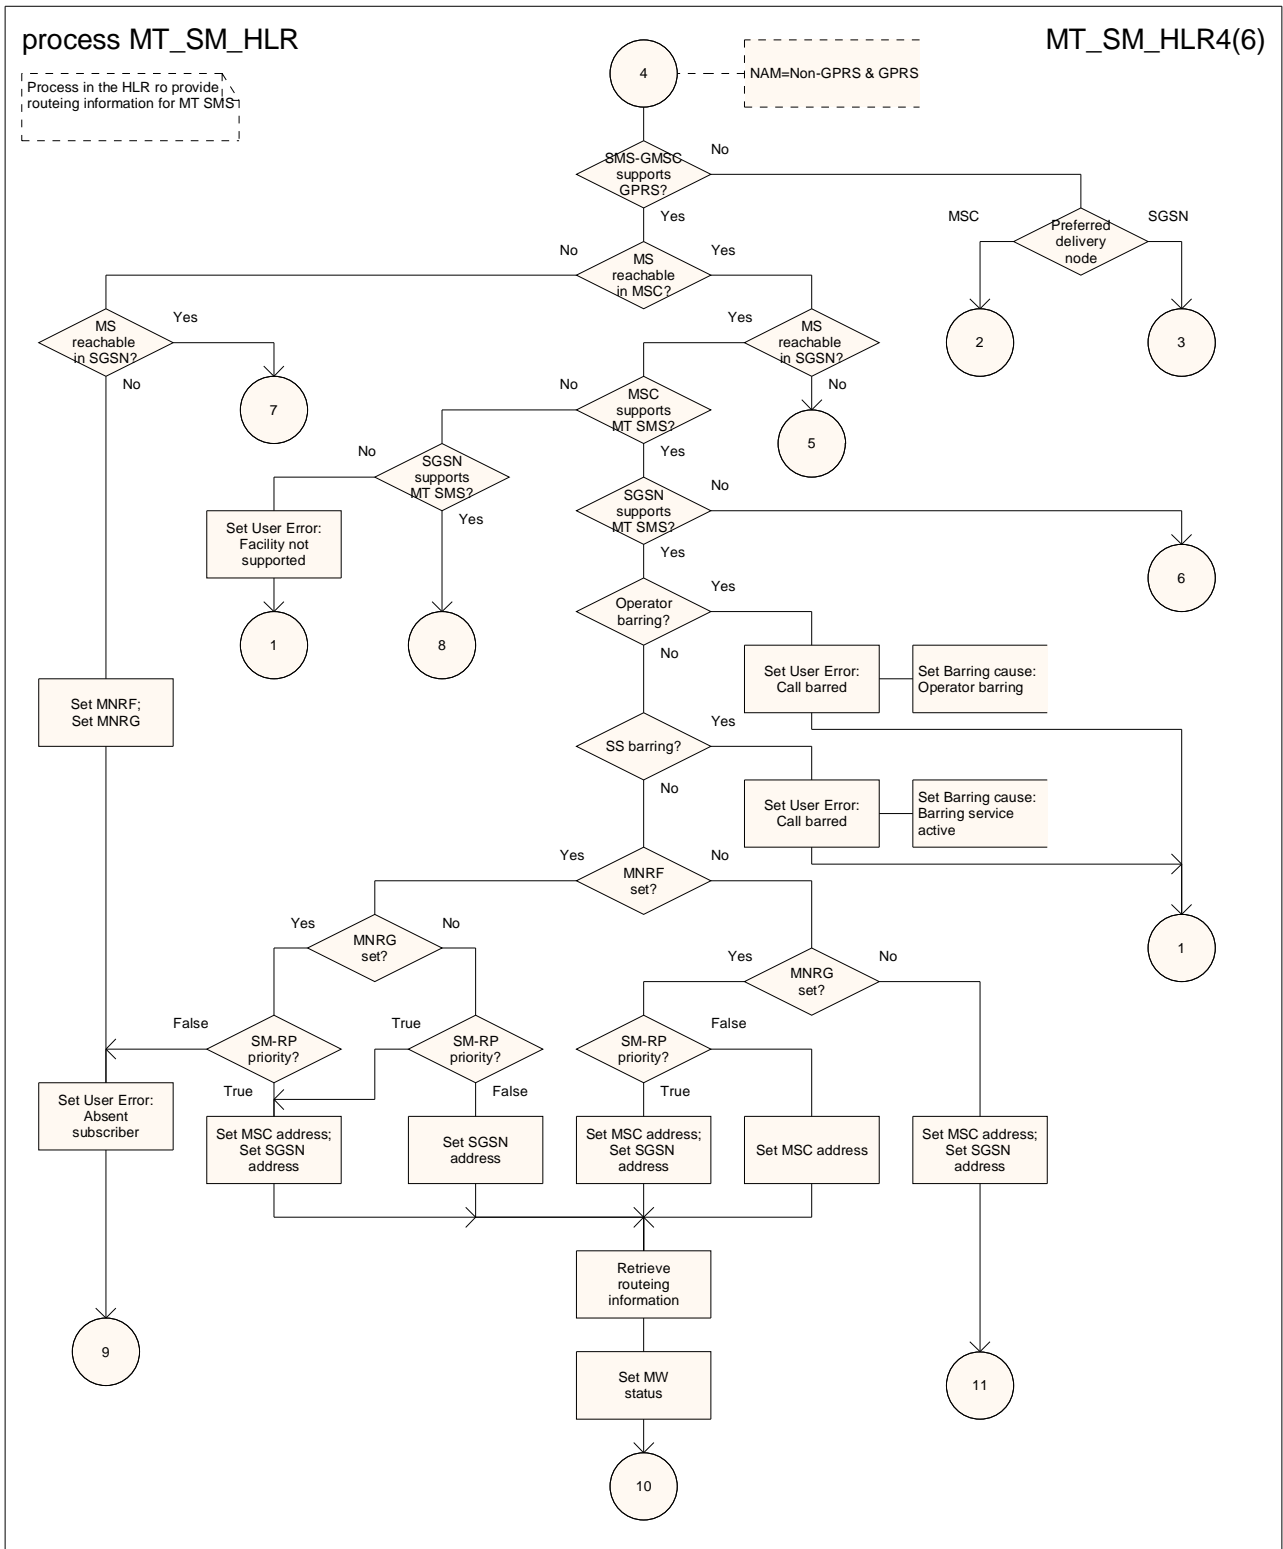 process MT_SM_HLR
MT_SM_HLR4(6)
Process in the HLR ro provide
routeing information for MT SMS
4
NAM=Non-GPRS & GPRS
SMS-GMSC
supports
GPRS?
No
Yes
MSC
Preferred
delivery
node
SGSN
No
MS
reachable
in MSC?
Yes
MS
reachable
in SGSN?
Yes
No
Yes
MS
reachable
in SGSN?
No
2
3
7
No
MSC
supports
MT SMS?
Yes
5
No
SGSN
supports
MT SMS?
Yes
SGSN
supports
MT SMS?
No
Yes
Set User Error:
Facility not
supported
6
Operator
barring?
Yes
No
1
8
Set User Error:
Call barred
Set Barring cause:
Operator barring
Set MNRF;
Set MNRG
SS barring?
Yes
No
Set User Error:
Call barred
Set Barring cause:
Barring service
active
Yes
MNRF
set?
No
Yes
MNRG
set?
No
Yes
MNRG
set?
No
1
False
SM-RP
priority?
True
True
SM-RP
priority?
False
SM-RP
priority?
False
True
Set User Error:
Absent
subscriber
Set MSC address;
Set SGSN
address
Set SGSN
address
Set MSC address;
Set SGSN
address
Set MSC address
Set MSC address;
Set SGSN
address
Retrieve
routeing
information
9
Set MW
status
11
10